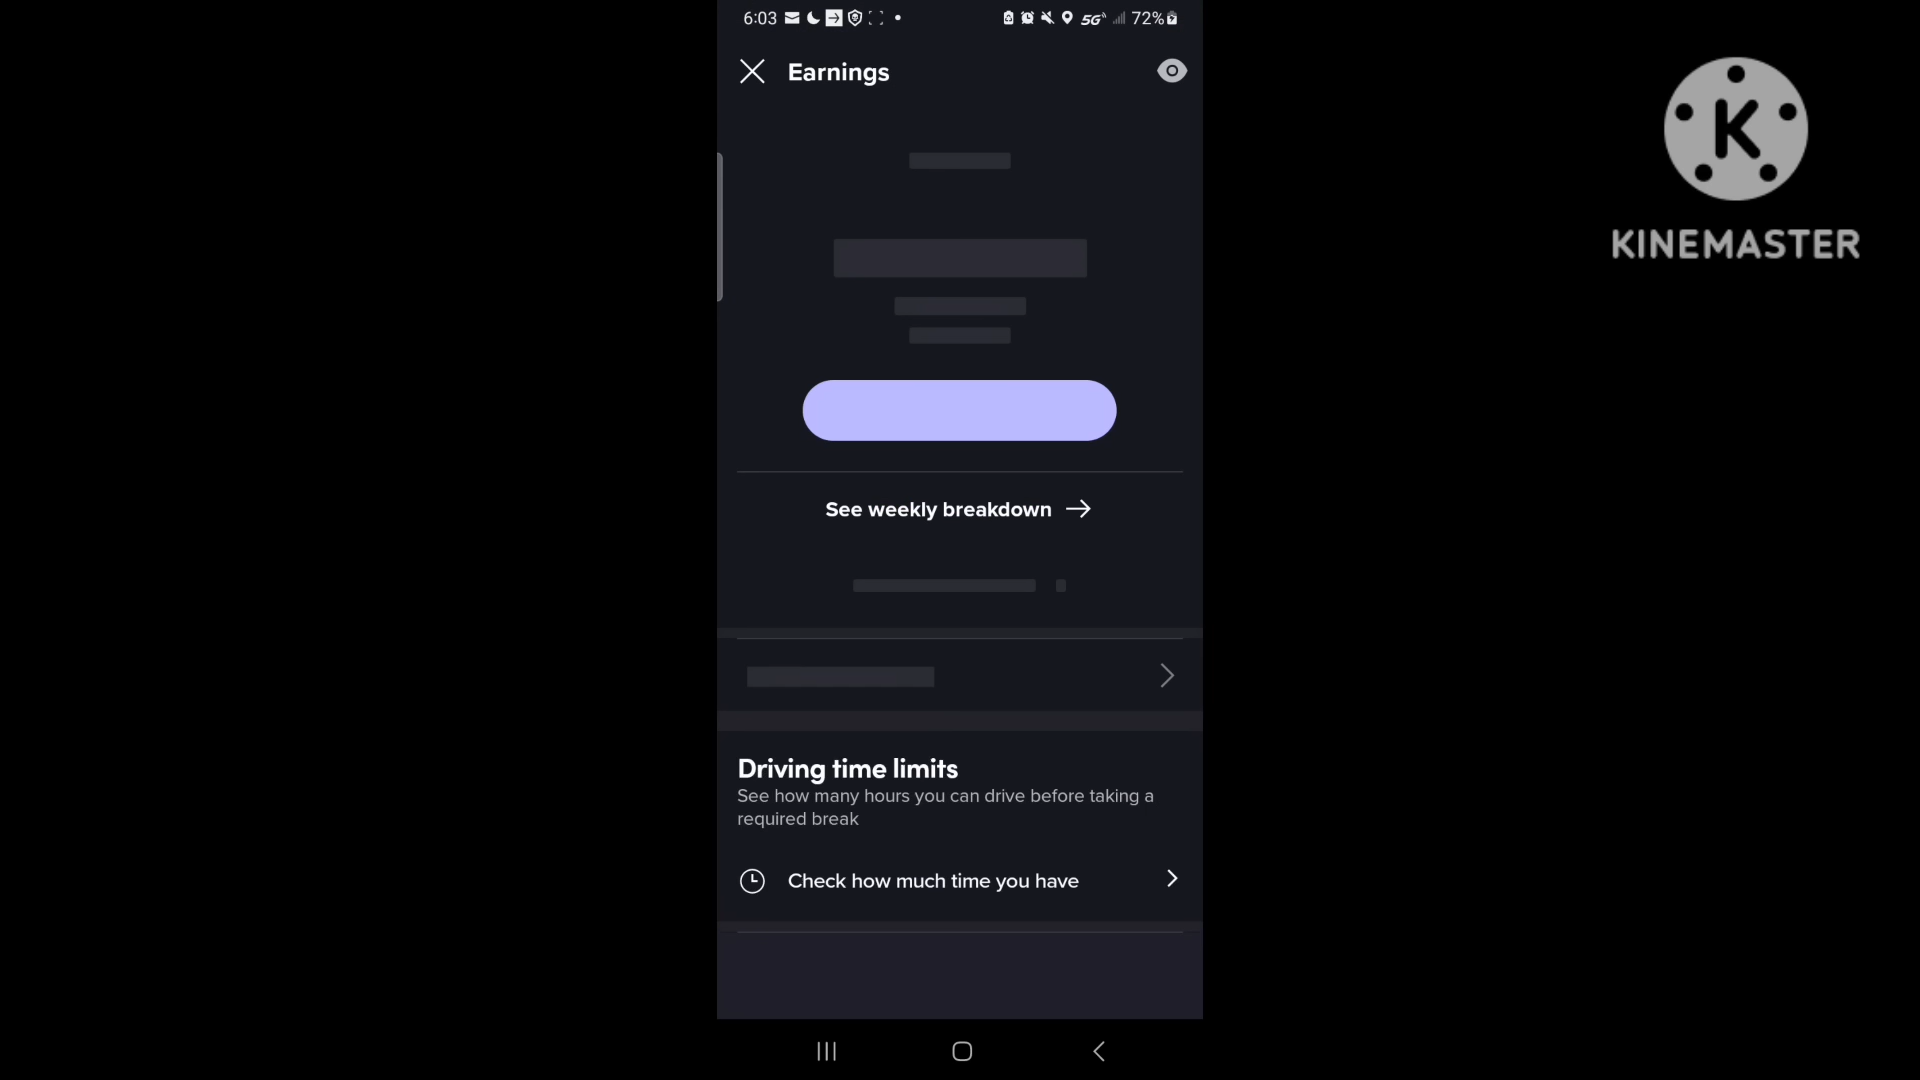 6:03
5G
72%
Earnings
K
KINEMASTER
See weekly breakdown
Driving time limits
See how many hours you can drive before taking a
required break
Check how much time you have